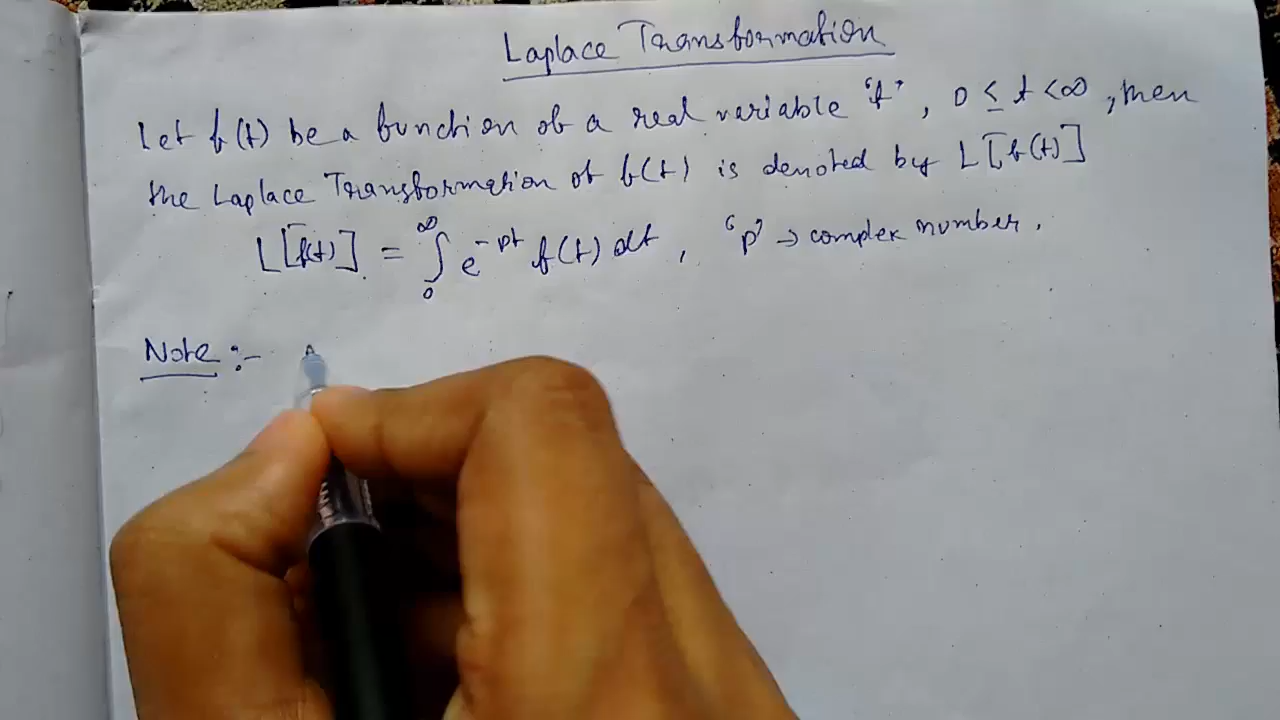 Laplace Transformation
Let f(t) be a function of a real variable 't', 0 ≤ t < ∞, then
the Laplace Transformation of f(t) is denoted by L[f(t)]
L[f(t)] = ∫₀^∞ e^{-pt} f(t) dt, 'p' → complex number.
Note :-